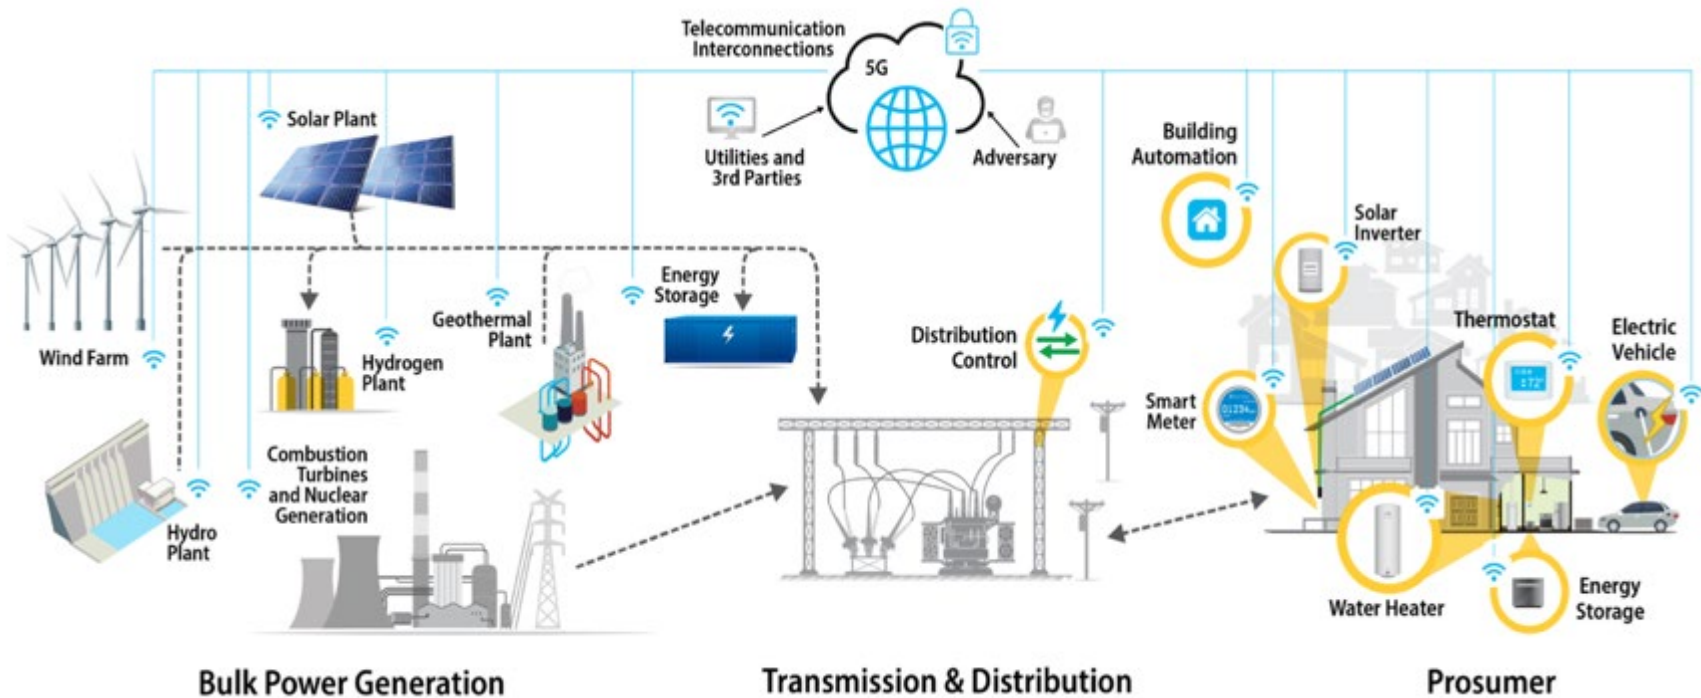 Telecommunication
Interconnections
5G
Solar Plant
Utilities and
3rd Parties
Adversary
Building
Automation
Solar
Inverter
Energy
Storage
Geothermal
Plant
Wind Farm
Hydrogen
Plant
Distribution
Control
Thermostat
Electric
Vehicle
72°
Smart
Meter
01234
Combustion
Turbines
and Nuclear
Generation
Hydro
Plant
Water Heater
Energy
Storage
Bulk Power Generation
Transmission & Distribution
Prosumer